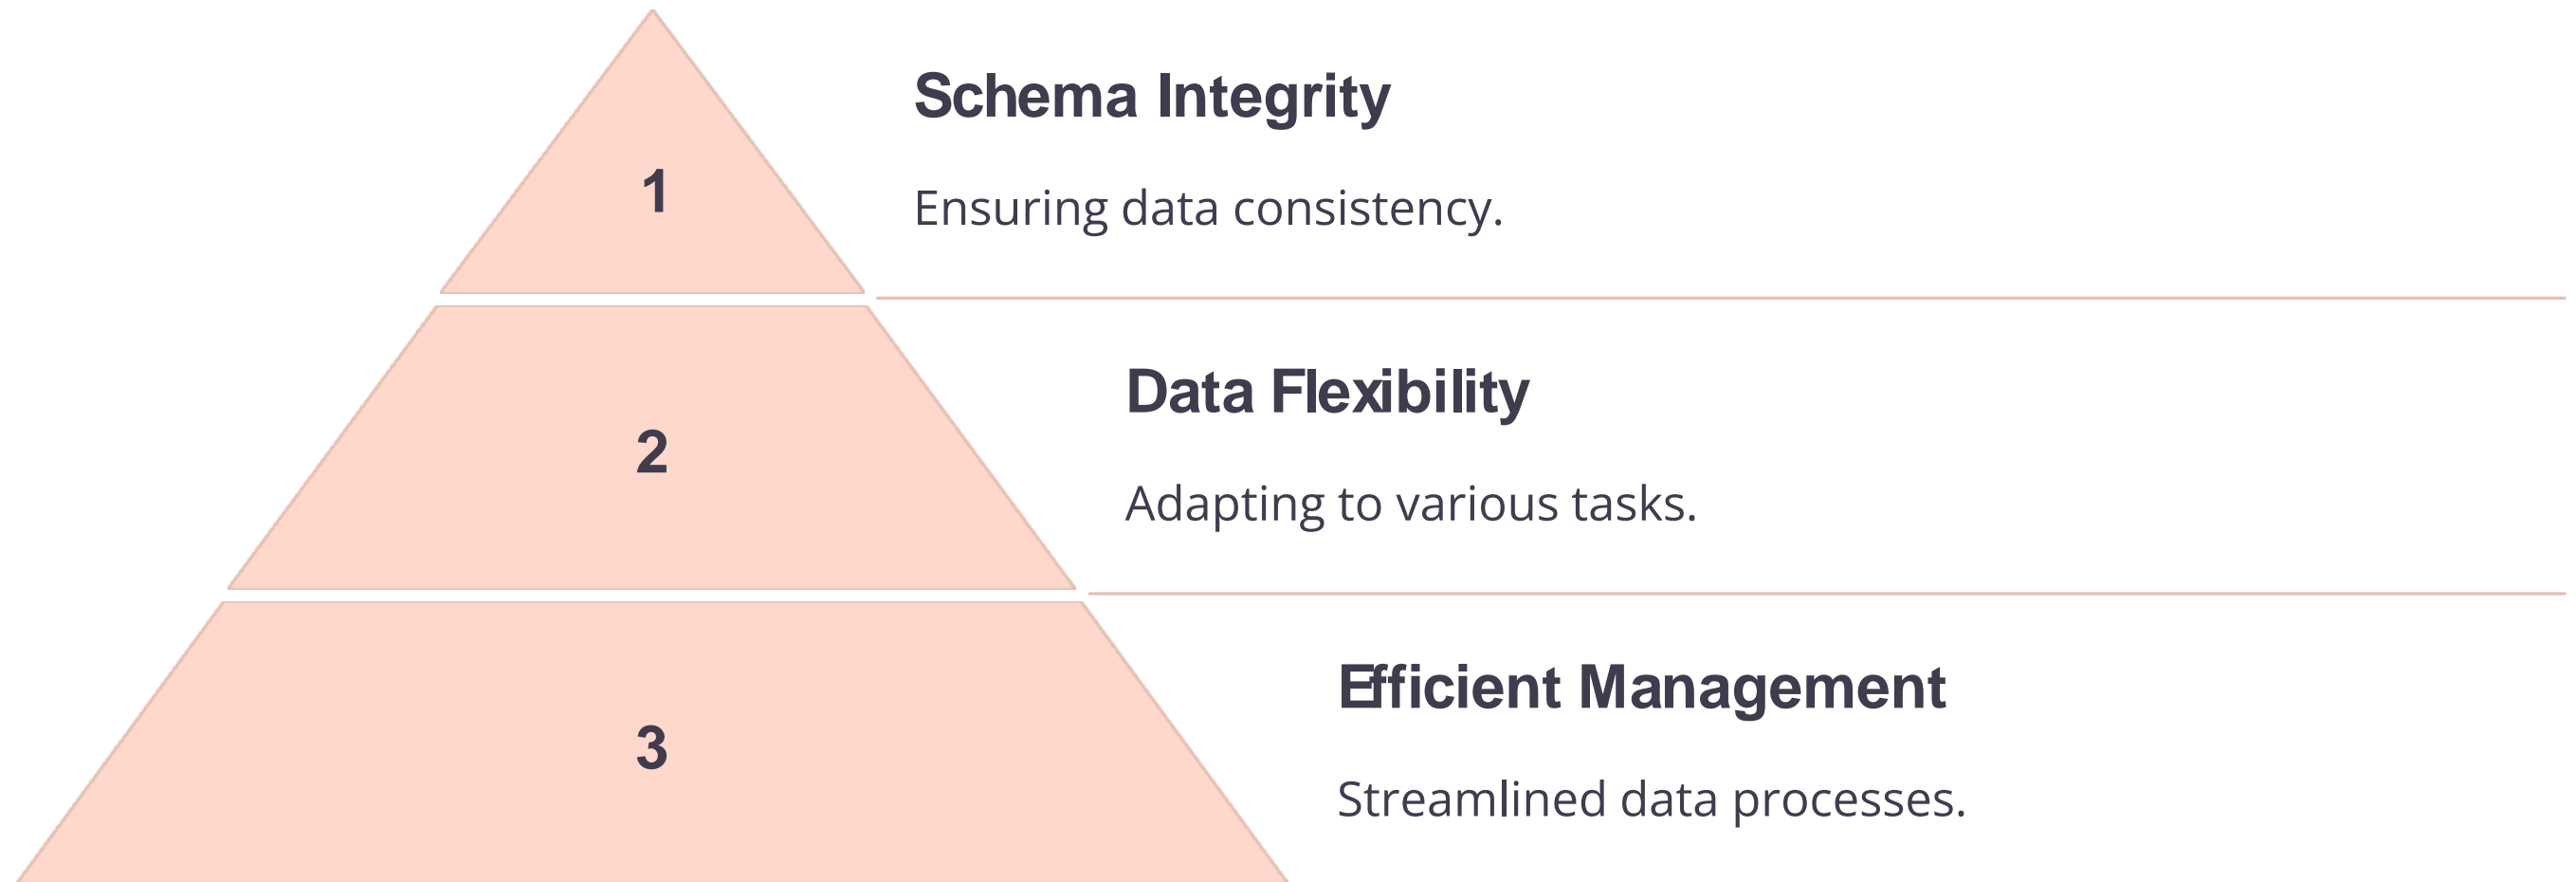 1
Schema Integrity
Ensuring data consistency.
2
Data Flexibility
Adapting to various tasks.
3
Efficient Management
Streamlined data processes.